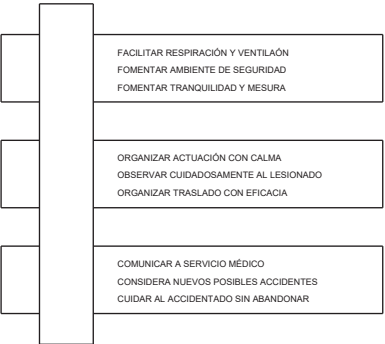 FACILITAR RESPIRACIÓN Y VENTILAÓN
FOMENTAR AMBIENTE DE SEGURIDAD
FOMENTAR TRANQUILIDAD Y MESURA
ORGANIZAR ACTUACIÓN CON CALMA
OBSERVAR CUIDADOSAMENTE AL LESIONADO
ORGANIZAR TRASLADO CON EFICACIA
COMUNICAR A SERVICIO MÉDICO
CONSIDERA NUEVOS POSIBLES ACCIDENTES
CUIDAR AL ACCIDENTADO SIN ABANDONAR